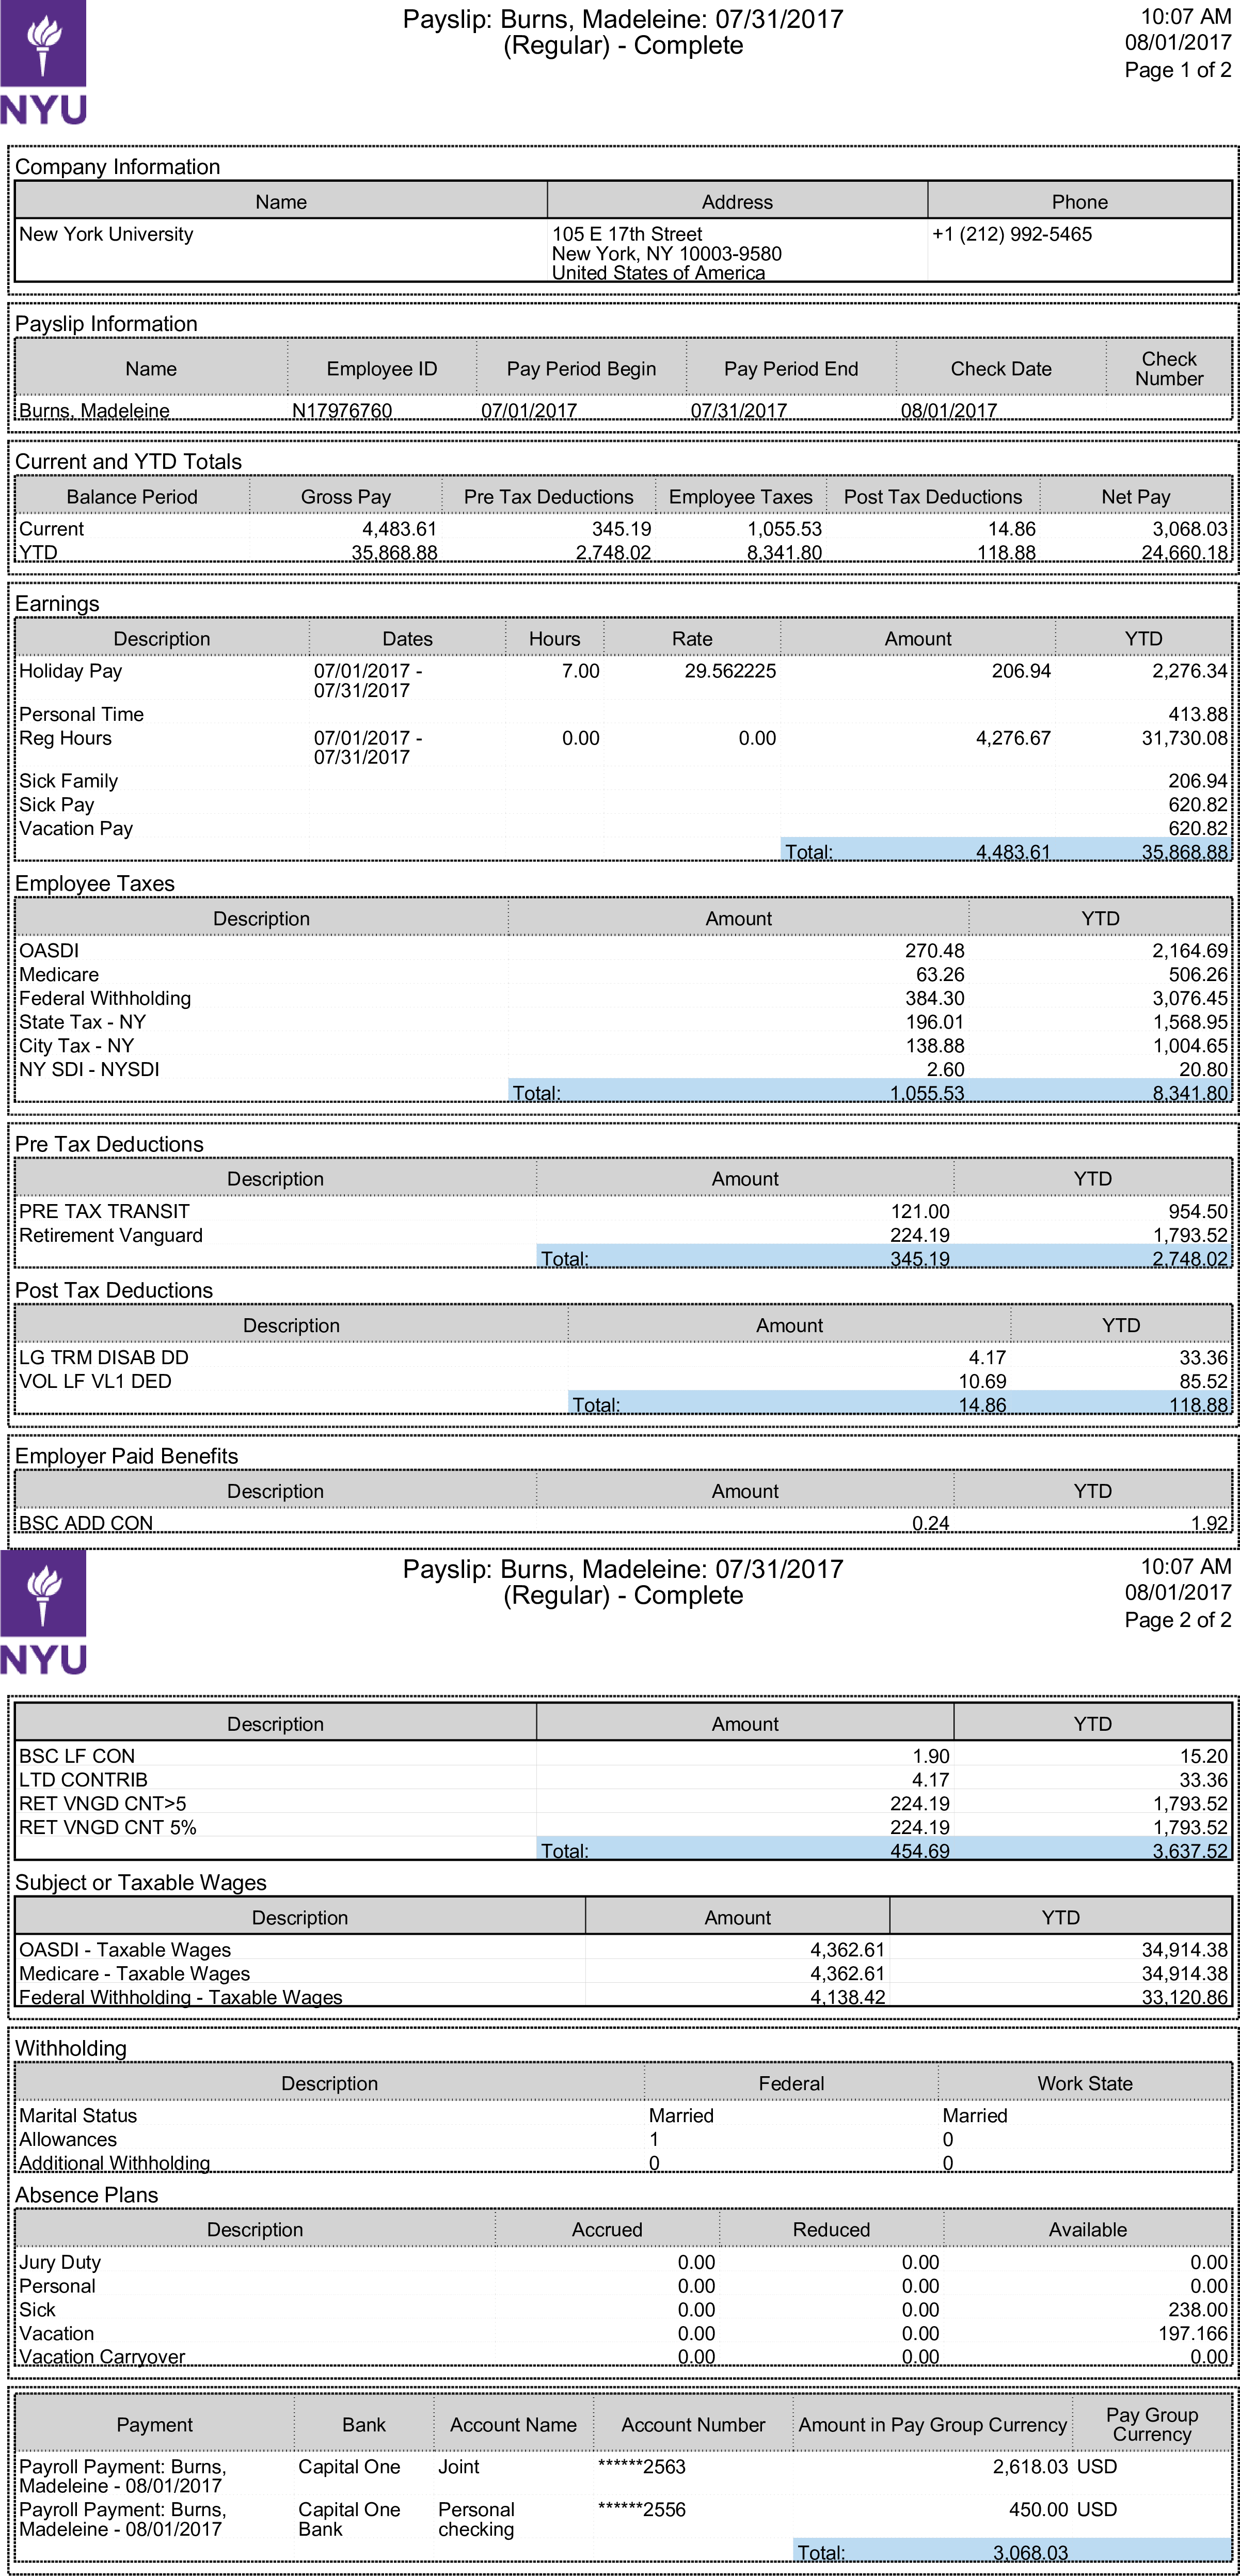 NYU
Payslip: Burns, Madeleine: 07/31/2017
(Regular) - Complete
10:07 AM
08/01/2017
Page 1 of 2
Company Information
Name Address Phone
New York University 105 E 17th Street +1 (212) 992-5465
New York, NY 10003-9580
United States of America
Payslip Information
Name Employee ID Pay Period Begin Pay Period End Check Date Check Number
Burns, Madeleine N17976760 07/01/2017 07/31/2017 08/01/2017
Current and YTD Totals
Balance Period Gross Pay Pre Tax Deductions Employee Taxes Post Tax Deductions Net Pay
Current 4,483.61 345.19 1,055.53 14.86 3,068.03
YTD 35,868.88 2,748.02 8,341.80 118.88 24,660.18
Earnings
Description Dates Hours Rate Amount YTD
Holiday Pay 07/01/2017 - 7.00 29.562225 206.94 2,276.34
07/31/2017
Personal Time 413.88
Reg Hours 07/01/2017 - 0.00 0.00 4,276.67 31,730.08
07/31/2017
Sick Family 206.94
Sick Pay 620.82
Vacation Pay 620.82
Total: 4,483.61 35,868.88
Employee Taxes
Description Amount YTD
OASDI 270.48 2,164.69
Medicare 63.26 506.26
Federal Withholding 384.30 3,076.45
State Tax - NY 196.01 1,568.95
City Tax - NY 138.88 1,004.65
NY SDI - NYSDI 2.60 20.80
Total: 1,055.53 8,341.80
Pre Tax Deductions
Description Amount YTD
PRE TAX TRANSIT 121.00 954.50
Retirement Vanguard 224.19 1,793.52
Total: 345.19 2,748.02
Post Tax Deductions
Description Amount YTD
LG TRM DISAB DD 4.17 33.36
VOL LF VL1 DED 10.69 85.52
Total: 14.86 118.88
Employer Paid Benefits
Description Amount YTD
BSC ADD CON 0.24 1.92
NYU
Payslip: Burns, Madeleine: 07/31/2017
(Regular) - Complete
10:07 AM
08/01/2017
Page 2 of 2
Description Amount YTD
BSC LF CON 1.90 15.20
LTD CONTRIB 4.17 33.36
RET VNGD CNT>5 224.19 1,793.52
RET VNGD CNT 5% 224.19 1,793.52
Total: 454.69 3,637.52
Subject or Taxable Wages
Description Amount YTD
OASDI - Taxable Wages 4,362.61 34,914.38
Medicare - Taxable Wages 4,362.61 34,914.38
Federal Withholding - Taxable Wages 4,138.42 33,120.86
Withholding
Description Federal Work State
Marital Status Married Married
Allowances 1 0
Additional Withholding 0 0
Absence Plans
Description Accrued Reduced Available
Jury Duty 0.00 0.00 0.00
Personal 0.00 0.00 0.00
Sick 0.00 0.00 238.00
Vacation 0.00 0.00 197.166
Vacation Carryover 0.00 0.00 0.00
Payment Bank Account Name Account Number Amount in Pay Group Currency Pay Group Currency
Payroll Payment: Burns, Capital One Joint ******2563 2,618.03 USD
Madeleine - 08/01/2017
Payroll Payment: Burns, Capital One Personal ******2556 450.00 USD
Madeleine - 08/01/2017 Bank checking
Total: 3,068.03